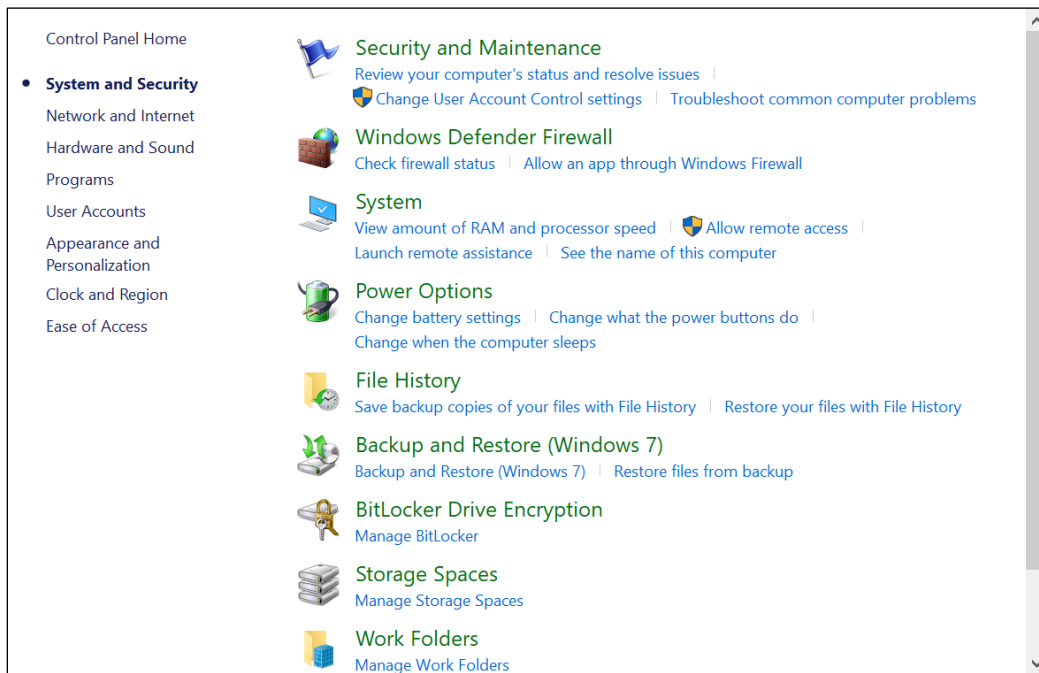 Control Panel Home
System and Security
Network and Internet
Hardware and Sound
Programs
User Accounts
Appearance and
Personalization
Clock and Region
Ease of Access
Security and Maintenance
Review your computer's status and resolve issues
Change User Account Control settings Troubleshoot common computer problems
Windows Defender Firewall
Check firewall status Allow an app through Windows Firewall
System
View amount of RAM and processor speed Allow remote access
Launch remote assistance See the name of this computer
Power Options
Change battery settings Change what the power buttons do
Change when the computer sleeps
File History
Save backup copies of your files with File History Restore your files with File History
Backup and Restore (Windows 7)
Backup and Restore (Windows 7) Restore files from backup
BitLocker Drive Encryption
Manage BitLocker
Storage Spaces
Manage Storage Spaces
Work Folders
Manage Work Folders